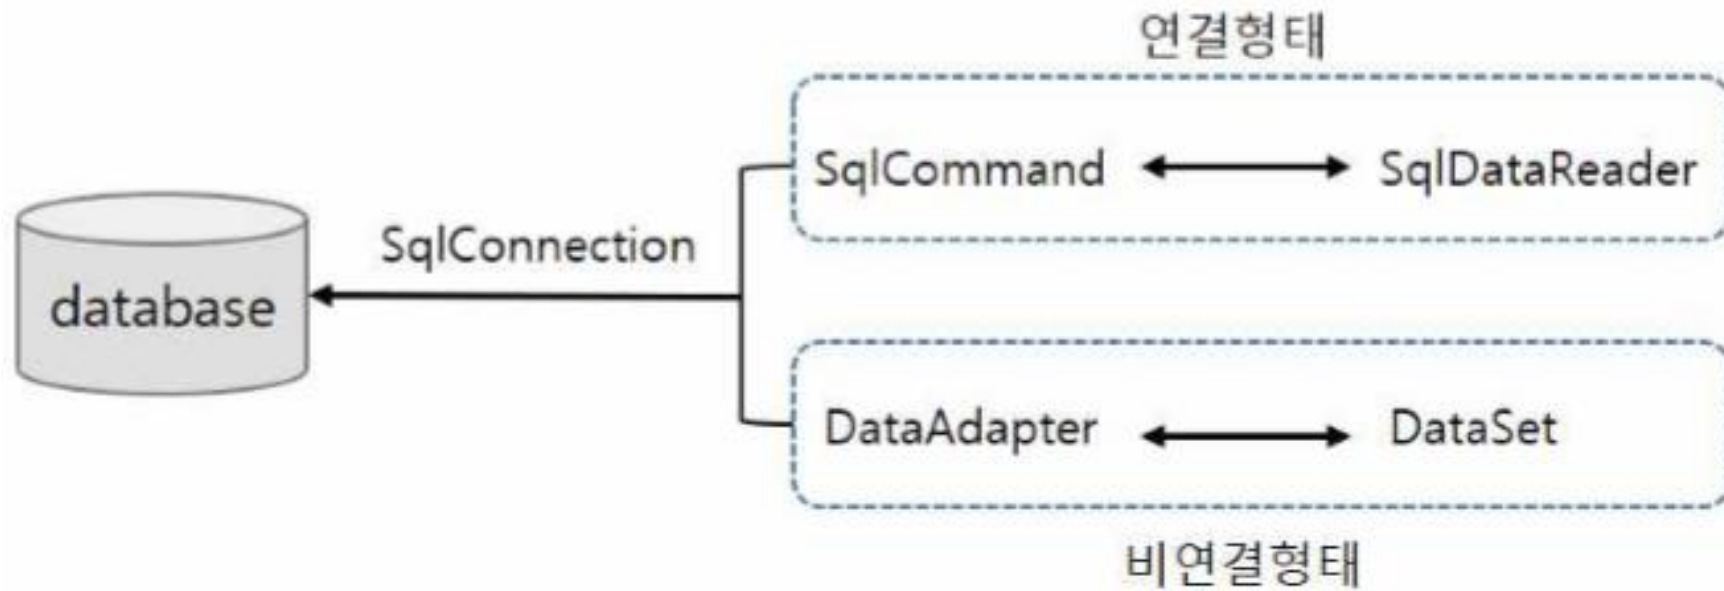 연결형태
SqlCommand SqlDataReader
SqlConnection
database
DataAdapter DataSet
비연결형태